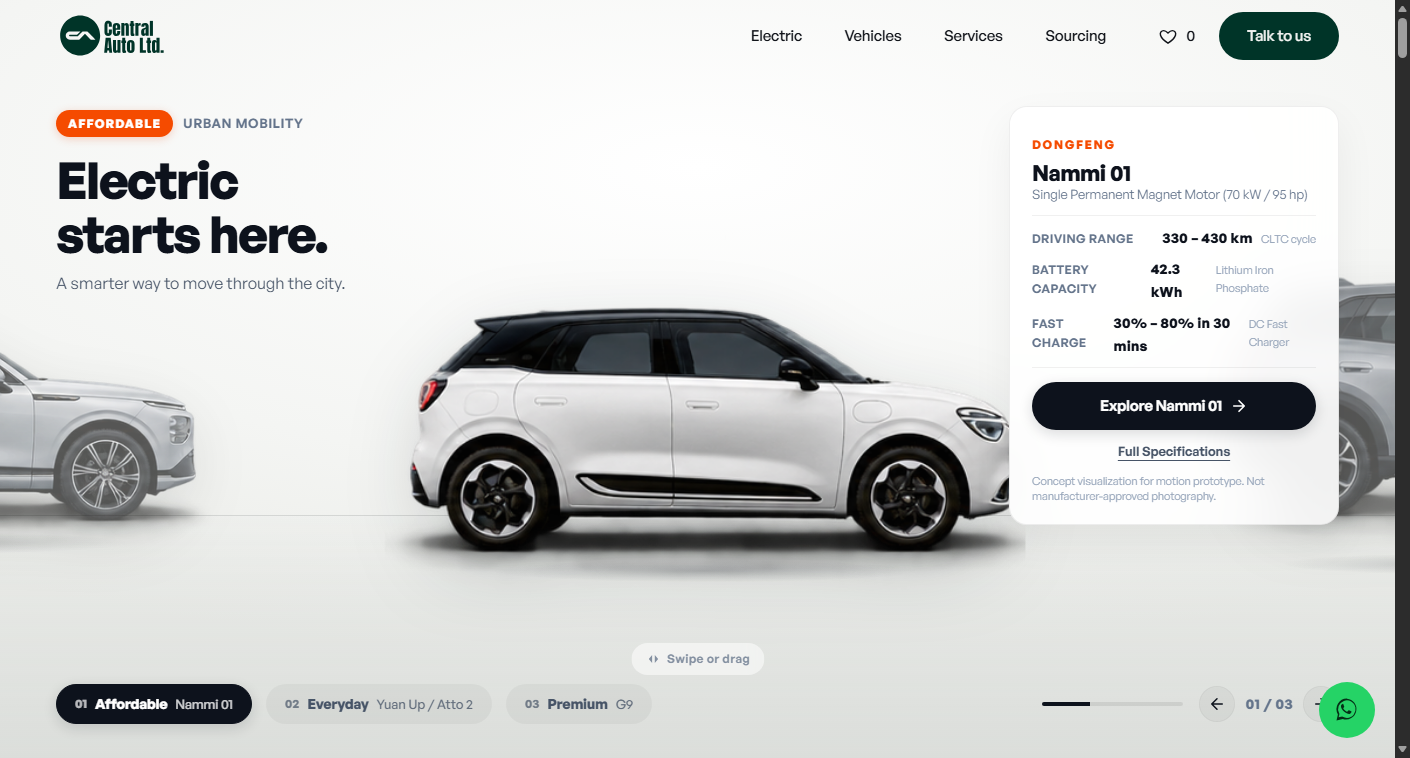 Central
Auto Ltd.
Electric
Vehicles
Services
Sourcing
0
Talk to us
AFFORDABLE
URBAN MOBILITY
Electric
starts here.
A smarter way to move through the city.
DONGFENG
Nammi 01
Single Permanent Magnet Motor (70 kW / 95 hp)
DRIVING RANGE 330 – 430 km CLTC cycle
BATTERY CAPACITY
42.3 kWh
Lithium Iron Phosphate
FAST CHARGE
30% – 80% in 30 mins
DC Fast Charger
Explore Nammi 01
Full Specifications
Concept visualization for motion prototype. Not
manufacturer-approved photography.
Swipe or drag
01 Affordable Nammi 01
02 Everyday Yuan Up / Atto 2
03 Premium G9
01 / 03